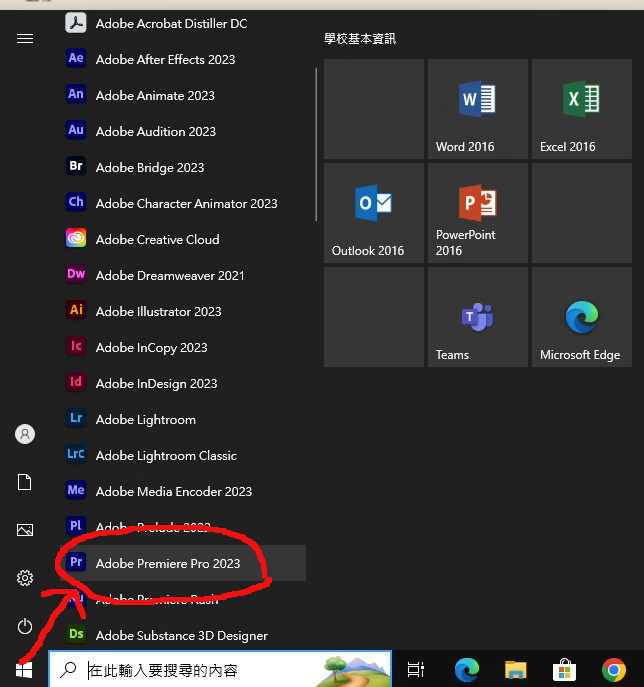 Adobe Acrobat Distiller DC
Ae Adobe After Effects 2023
An Adobe Animate 2023
Au Adobe Audition 2023
Br Adobe Bridge 2023
Ch Adobe Character Animator 2023
Adobe Creative Cloud
Dw Adobe Dreamweaver 2021
Ai Adobe Illustrator 2023
Ic Adobe InCopy 2023
Id Adobe InDesign 2023
Lr Adobe Lightroom
LrC Adobe Lightroom Classic
Me Adobe Media Encoder 2023
Pl Adobe Prelude 2022
Pr Adobe Premiere Pro 2023
Adobe Premiere Rush
Ds Adobe Substance 3D Designer
學校基本資訊
W
Word 2016
X
Excel 2016
O
Outlook 2016
P
PowerPoint
2016
T
Teams
Microsoft Edge
在此輸入要搜尋的內容